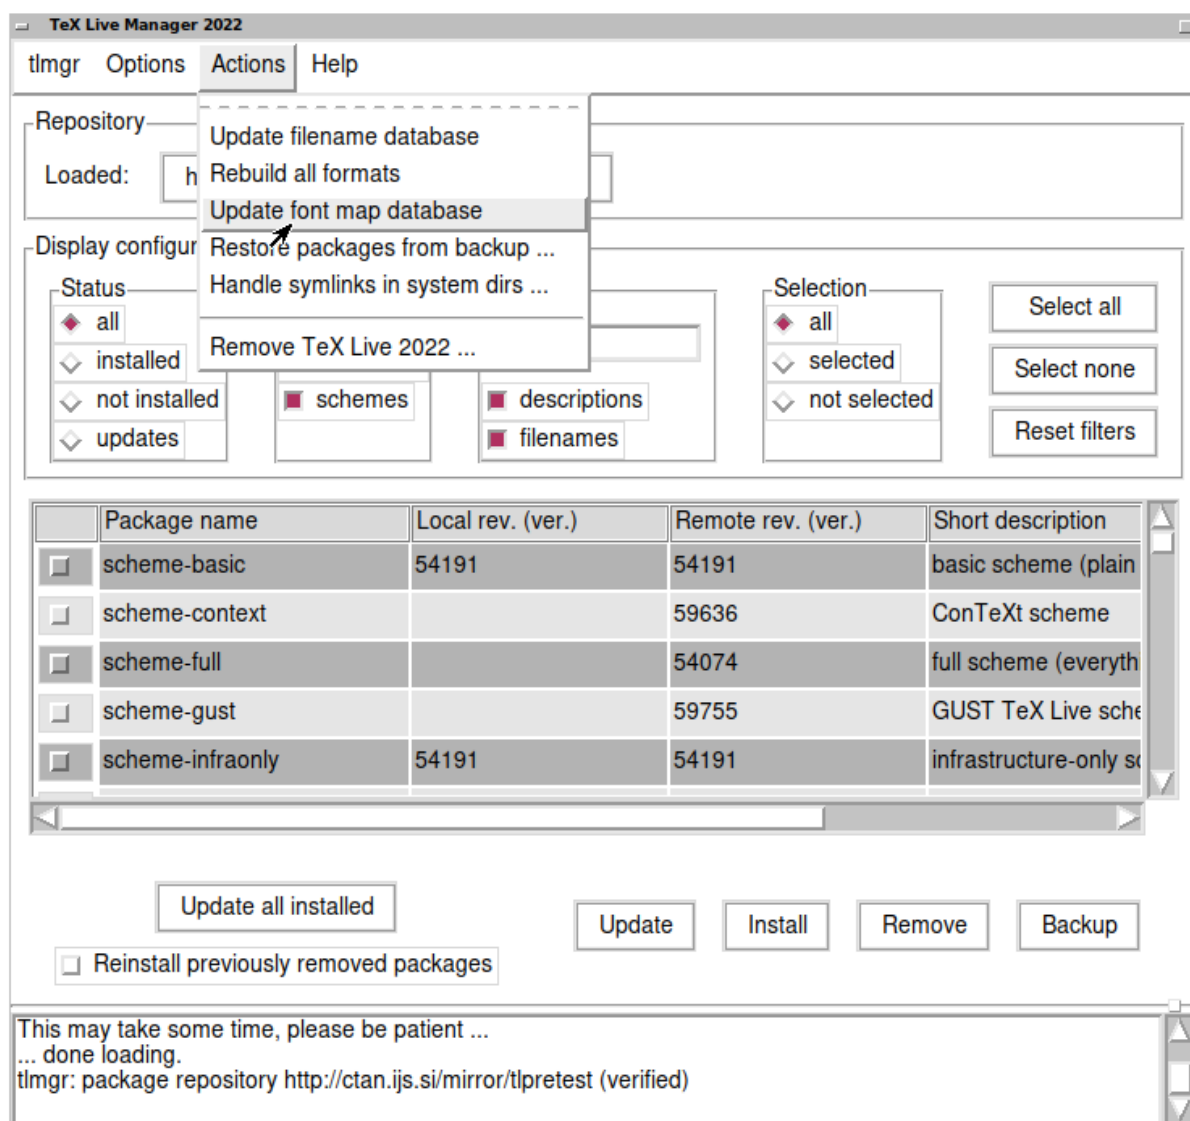 TeX Live Manager 2022
tlmgr Options Actions Help
Repository
Loaded: h
Update filename database
Rebuild all formats
Update font map database
Restore packages from backup ...
Handle symlinks in system dirs ...
Remove TeX Live 2022 ...
Display configur
Status
all
installed
not installed
updates
schemes
descriptions
filenames
Selection
all
selected
not selected
Select all
Select none
Reset filters
Package name Local rev. (ver.) Remote rev. (ver.) Short description
scheme-basic 54191 54191 basic scheme (plain
scheme-context 59636 ConTeXt scheme
scheme-full 54074 full scheme (everyth
scheme-gust 59755 GUST TeX Live sche
scheme-infraonly 54191 54191 infrastructure-only sc
Update all installed
Reinstall previously removed packages
Update Install Remove Backup
This may take some time, please be patient ...
... done loading.
tlmgr: package repository http://ctan.ijs.si/mirror/tlpretest (verified)